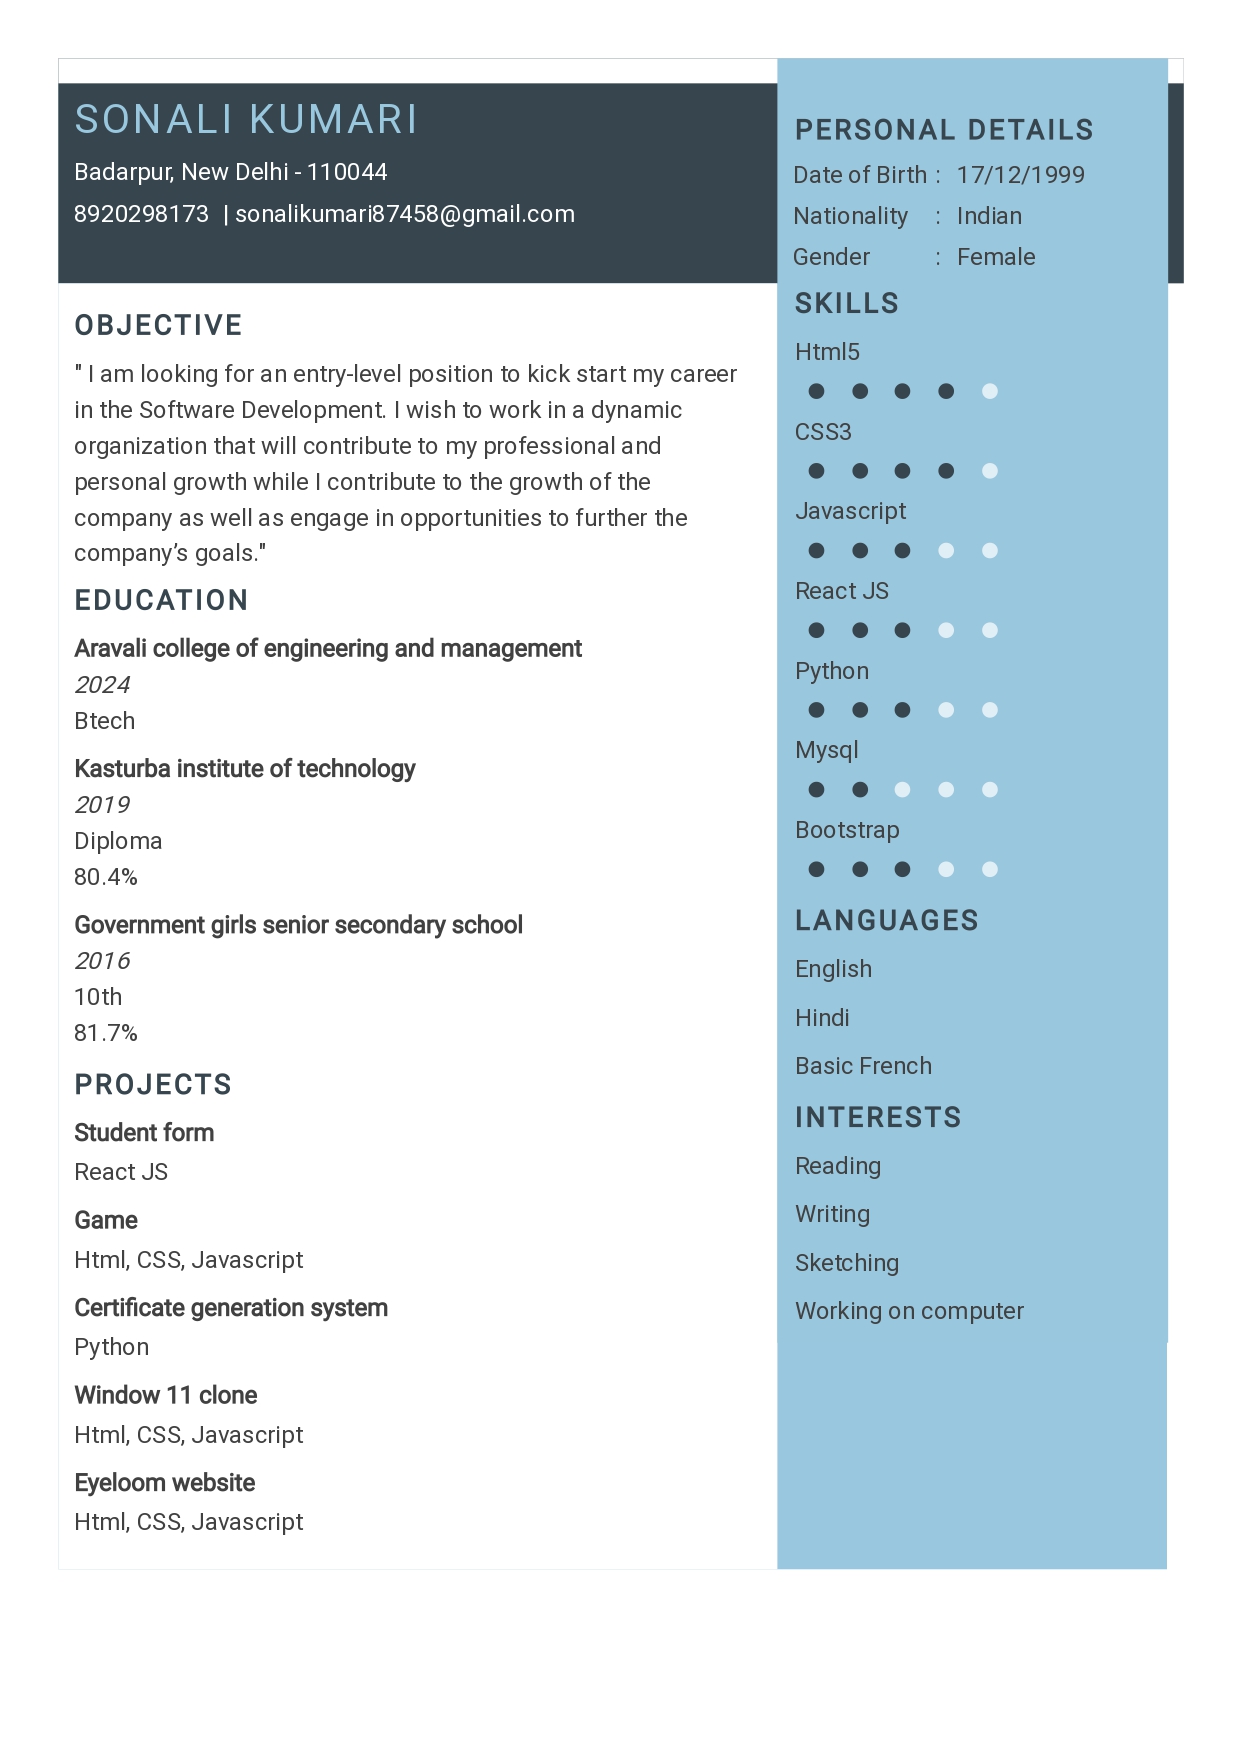 SONALI KUMARI
Badarpur, New Delhi - 110044
8920298173 | sonalikumari87458@gmail.com
OBJECTIVE
" I am looking for an entry-level position to kick start my career
in the Software Development. I wish to work in a dynamic
organization that will contribute to my professional and
personal growth while I contribute to the growth of the
company as well as engage in opportunities to further the
company’s goals."
EDUCATION
Aravali college of engineering and management
2024
Btech
Kasturba institute of technology
2019
Diploma
80.4%
Government girls senior secondary school
2016
10th
81.7%
PROJECTS
Student form
React JS
Game
Html, CSS, Javascript
Certificate generation system
Python
Window 11 clone
Html, CSS, Javascript
Eyeloom website
Html, CSS, Javascript
PERSONAL DETAILS
Date of Birth : 17/12/1999
Nationality : Indian
Gender : Female
SKILLS
Html5
CSS3
Javascript
React JS
Python
Mysql
Bootstrap
LANGUAGES
English
Hindi
Basic French
INTERESTS
Reading
Writing
Sketching
Working on computer